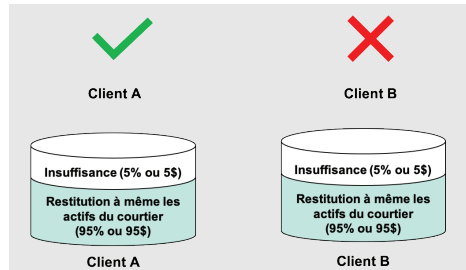 Client A
Client B
Insuffisance (5% ou 5$)
Restitution à même les
actifs du courtier
(95% ou 95$)
Client A
Insuffisance (5% ou 5$)
Restitution à même les
actifs du courtier
(95% ou 95$)
Client B